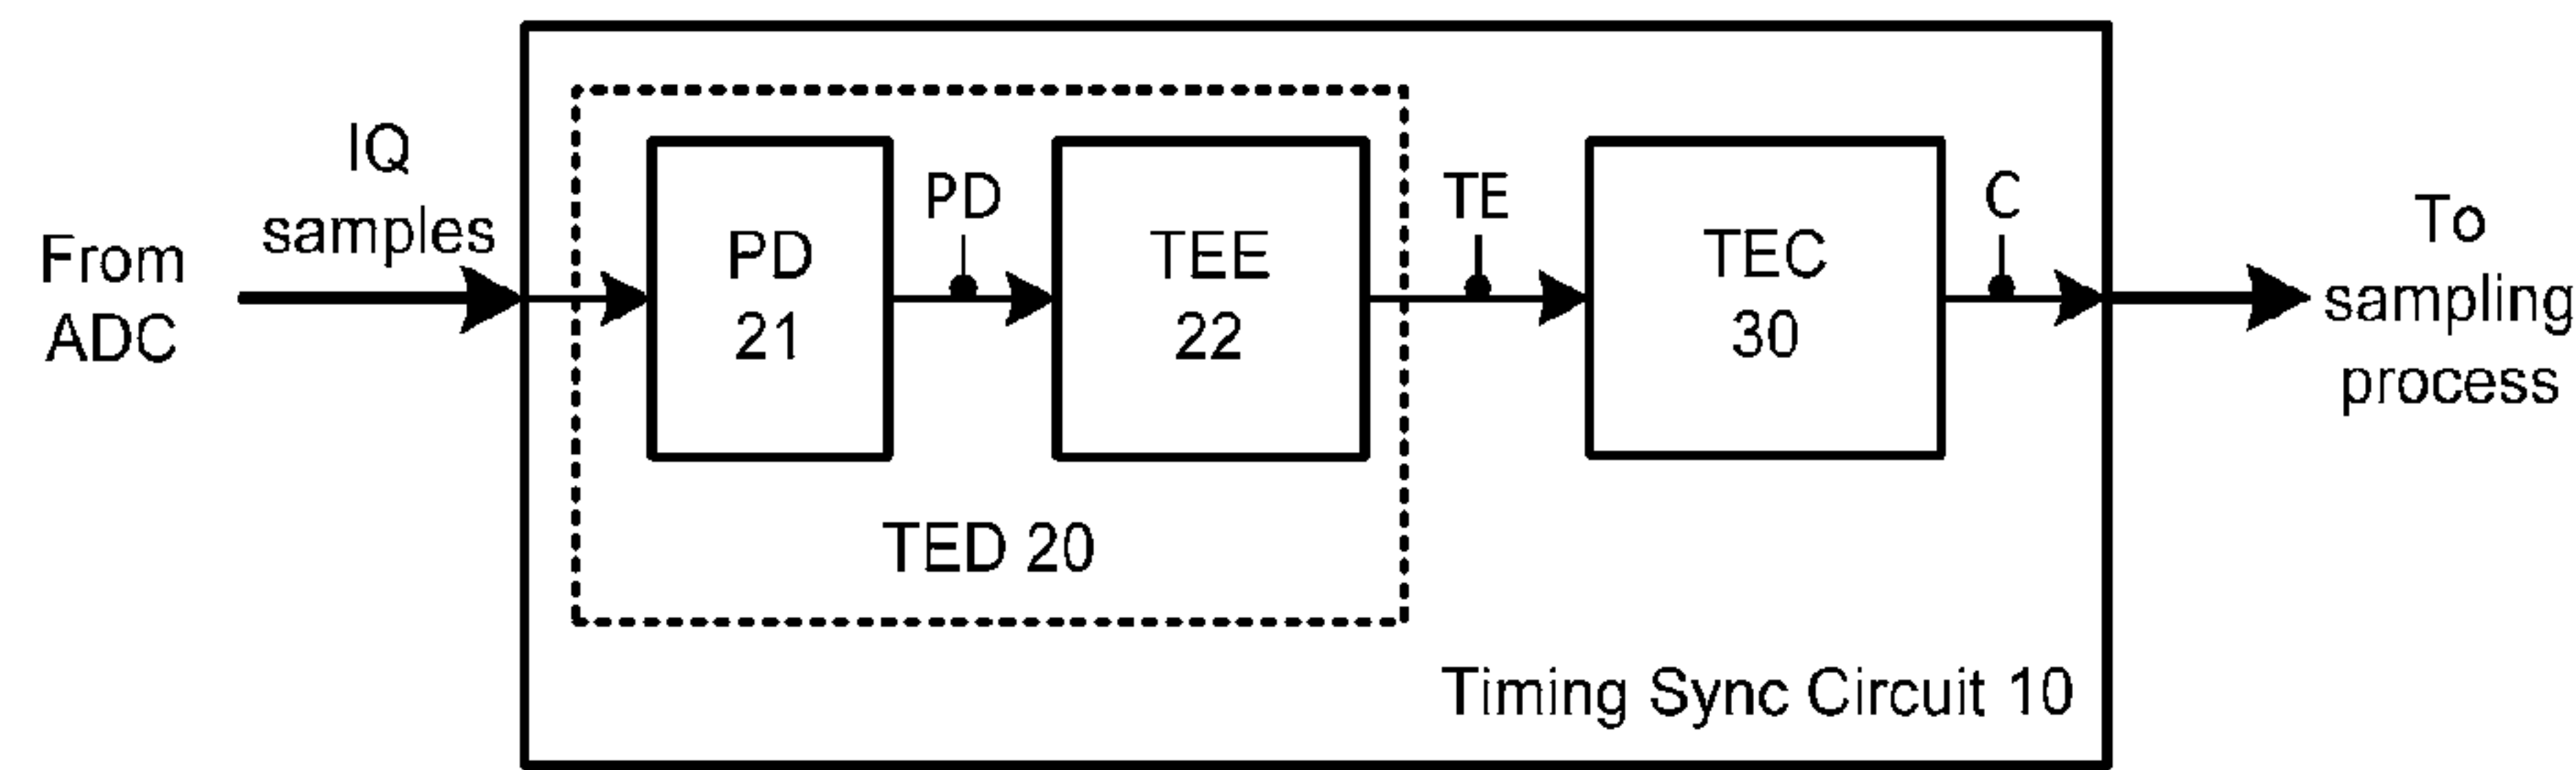 From
ADC
IQ
samples
PD
21
PD
TEE
22
TED 20
TE
TEC
30
C
To
sampling
process
Timing Sync Circuit 10